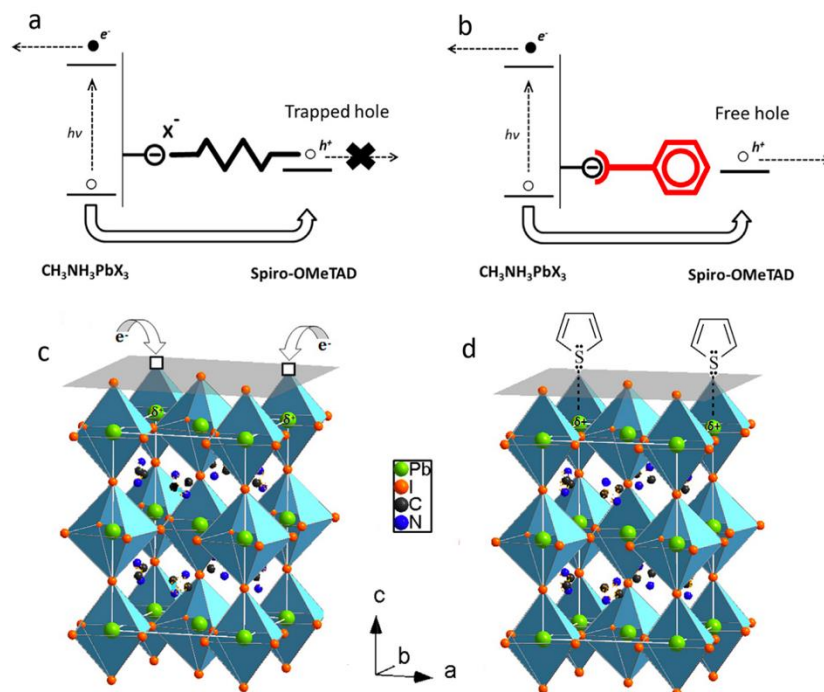 a
e-
hν
X-
Trapped hole
h+
CH3NH3PbX3
Spiro-OMeTAD
b
e-
hν
Free hole
h+
CH3NH3PbX3
Spiro-OMeTAD
c
e-
e-
Pb
I
C
N
c
b
a
d
S
S
δ+
δ+